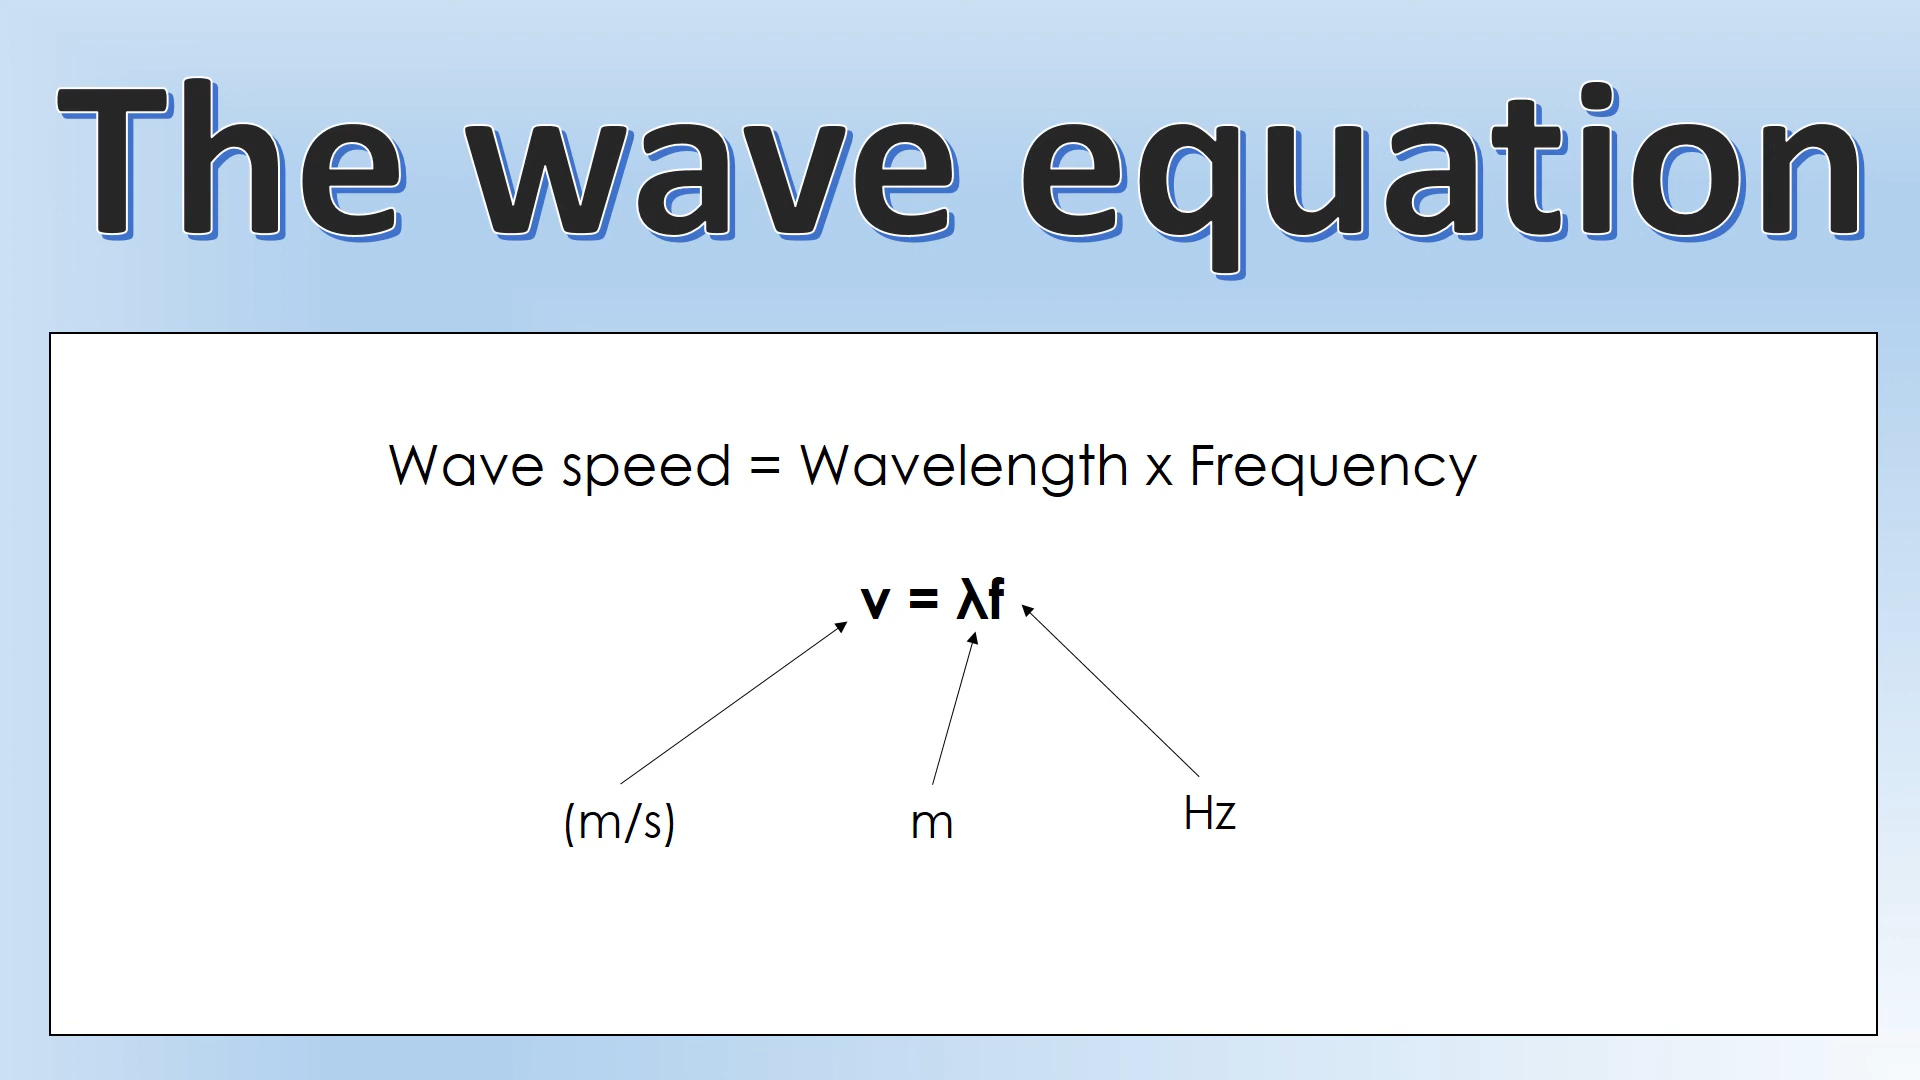 The wave equation
Wave speed = Wavelength x Frequency
v = λf
(m/s) m Hz